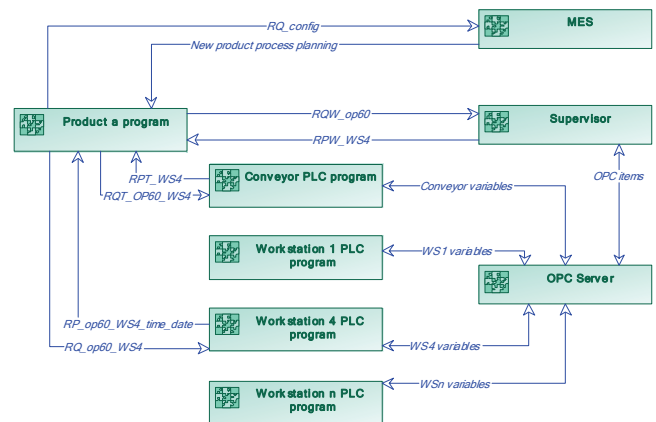 RQ_config
MES
New product process planning
Product a program
RQW_op60
Supervisor
RPW_WS4
RPT_WS4
RQT_OP60_WS4
Conveyor PLC program
Conveyor variables
OPC items
Workstation 1 PLC
program
WS1 variables
OPC Server
RP_op60_WS4_time_date
RQ_op60_WS4
Workstation 4 PLC
program
WS4 variables
Workstation n PLC
program
WSn variables